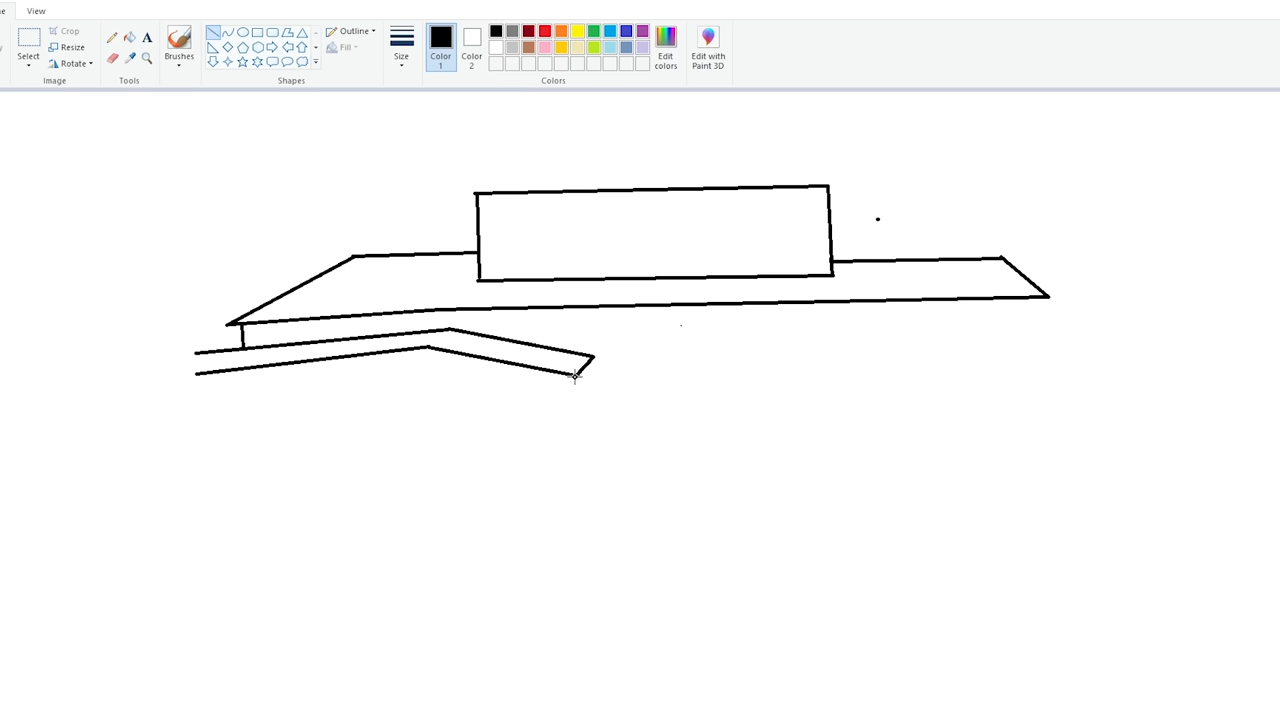 View
Select
Crop
Resize
Rotate
Image
A
Tools
Brushes
Outline
Fill
Shapes
Size
Color
1
Color
2
Edit
colors
Edit with
Paint 3D
Colors